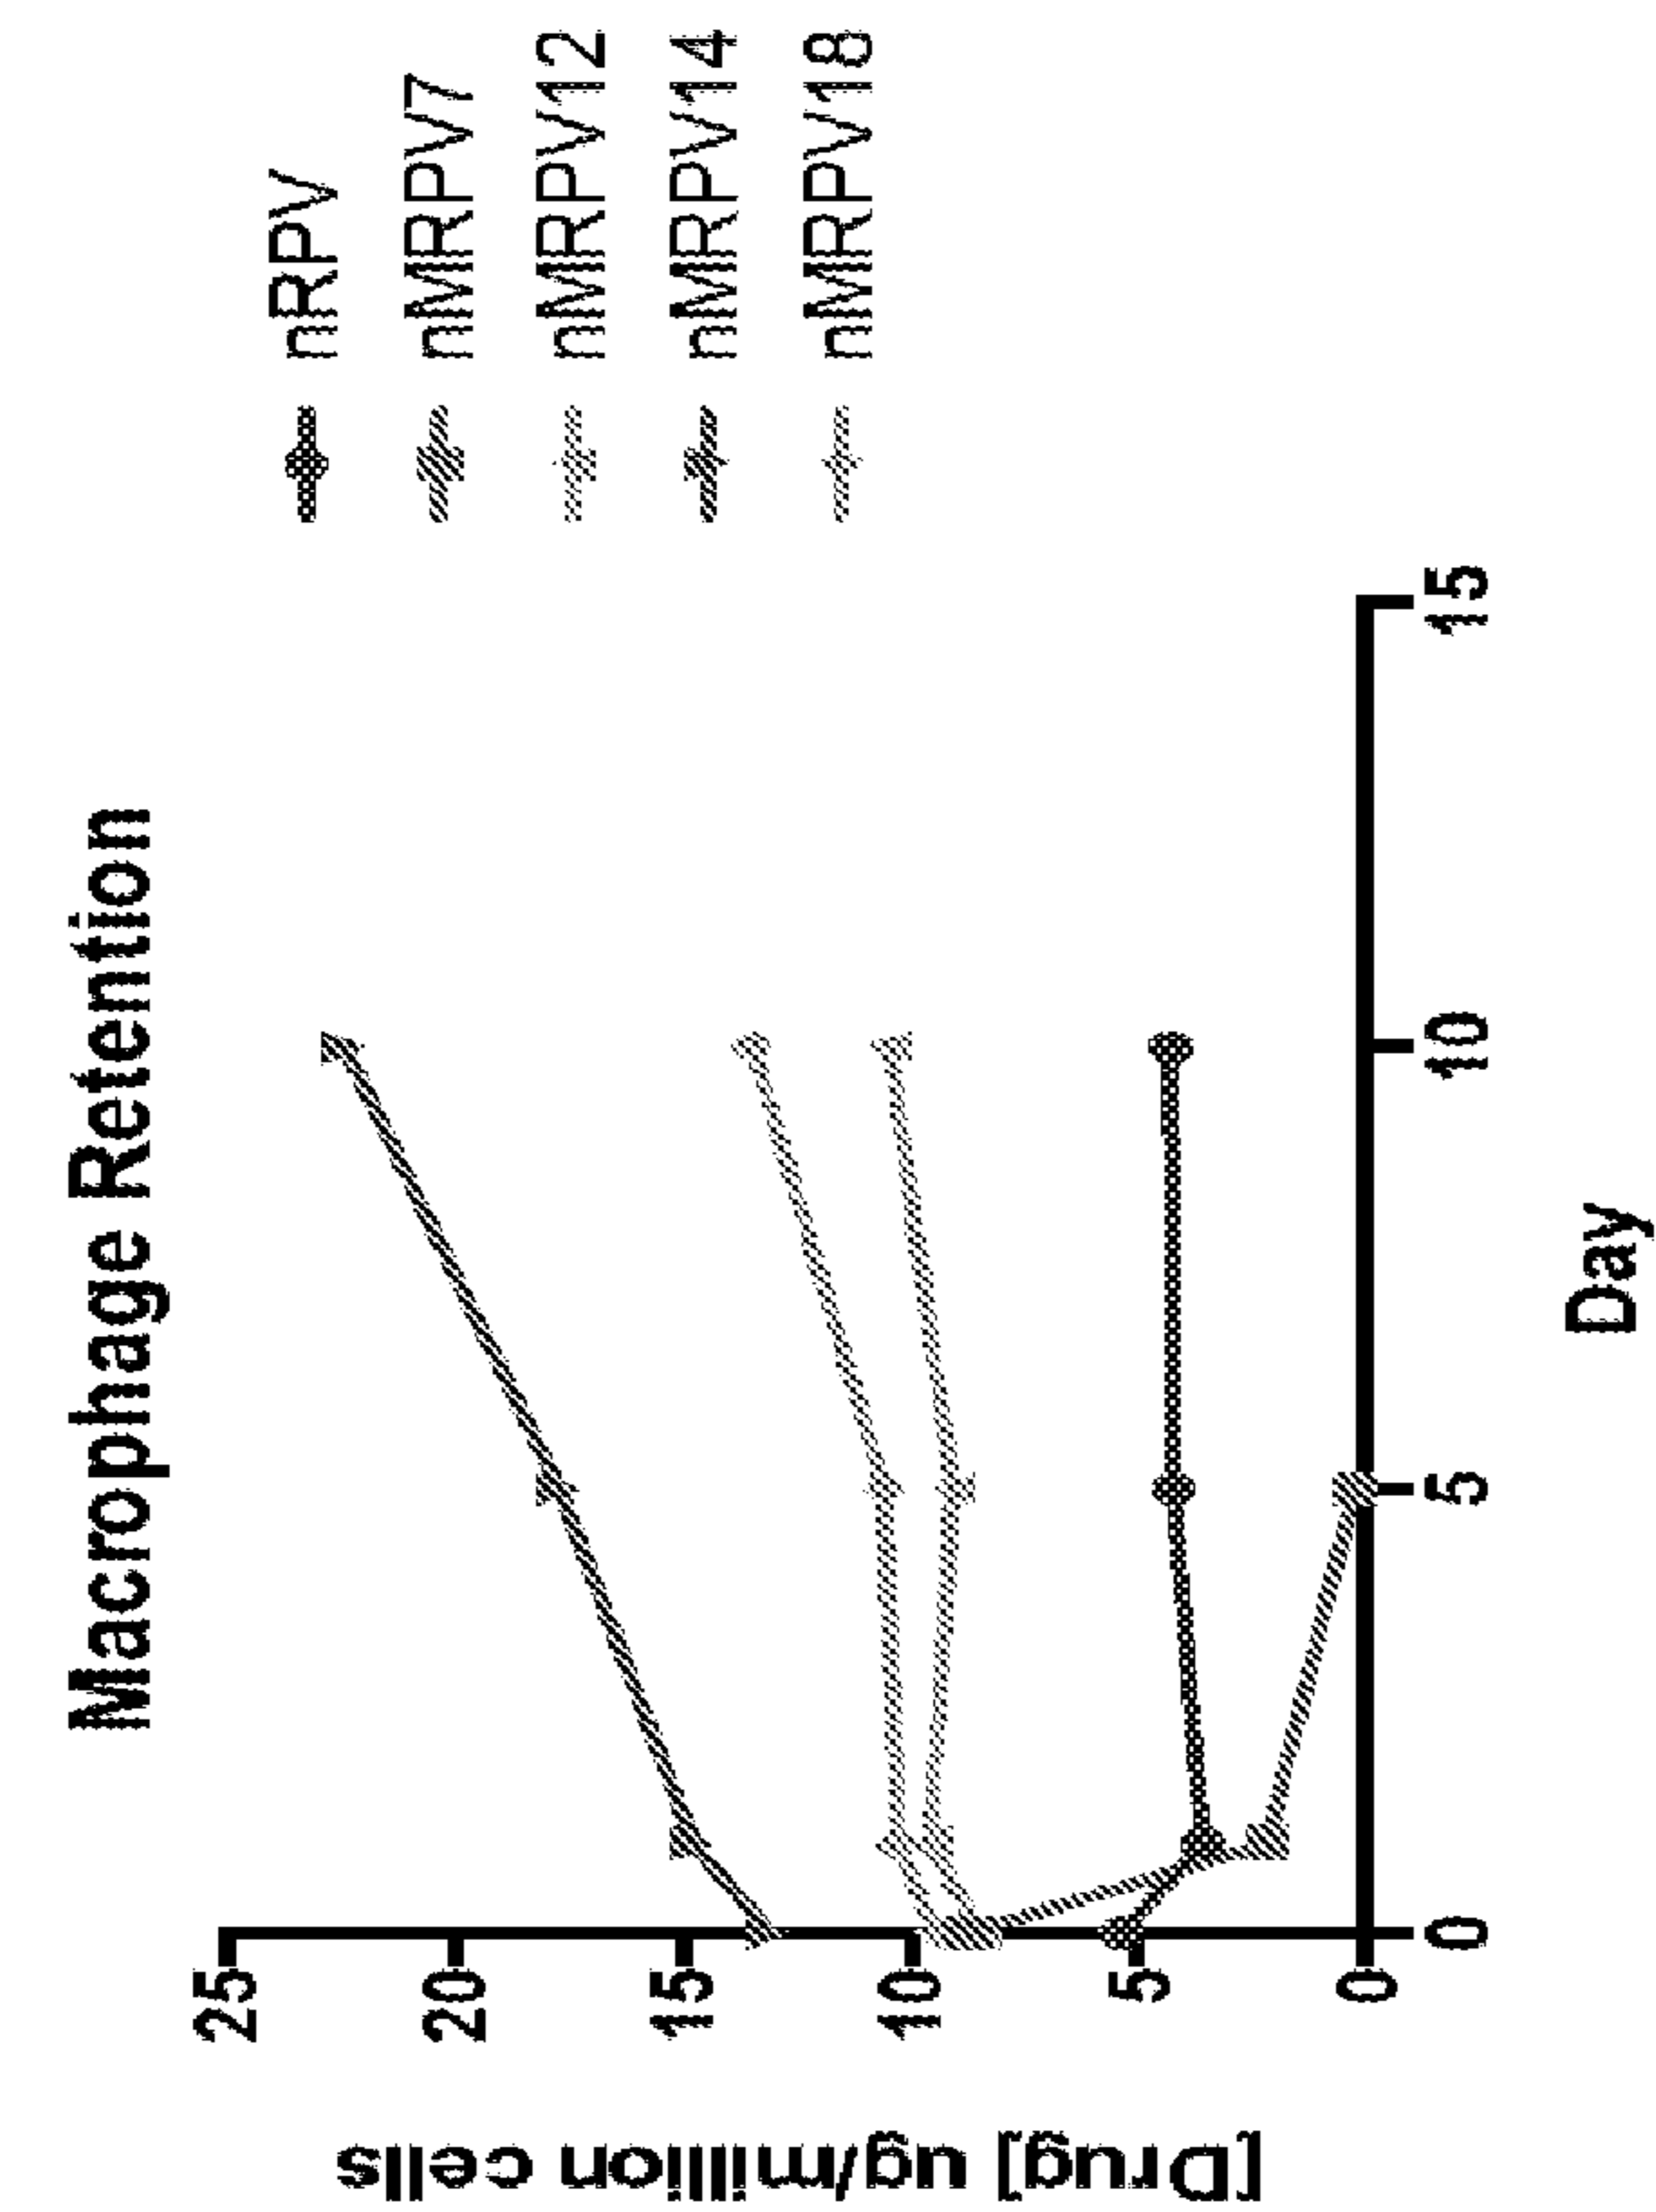 Macrophage Retention
[Drug] ug/million cells
25
20
15
10
5
0
0
5
10
15
Day
nRPV
nMRPV7
nMRPV12
nMRPV14
nMRPV18